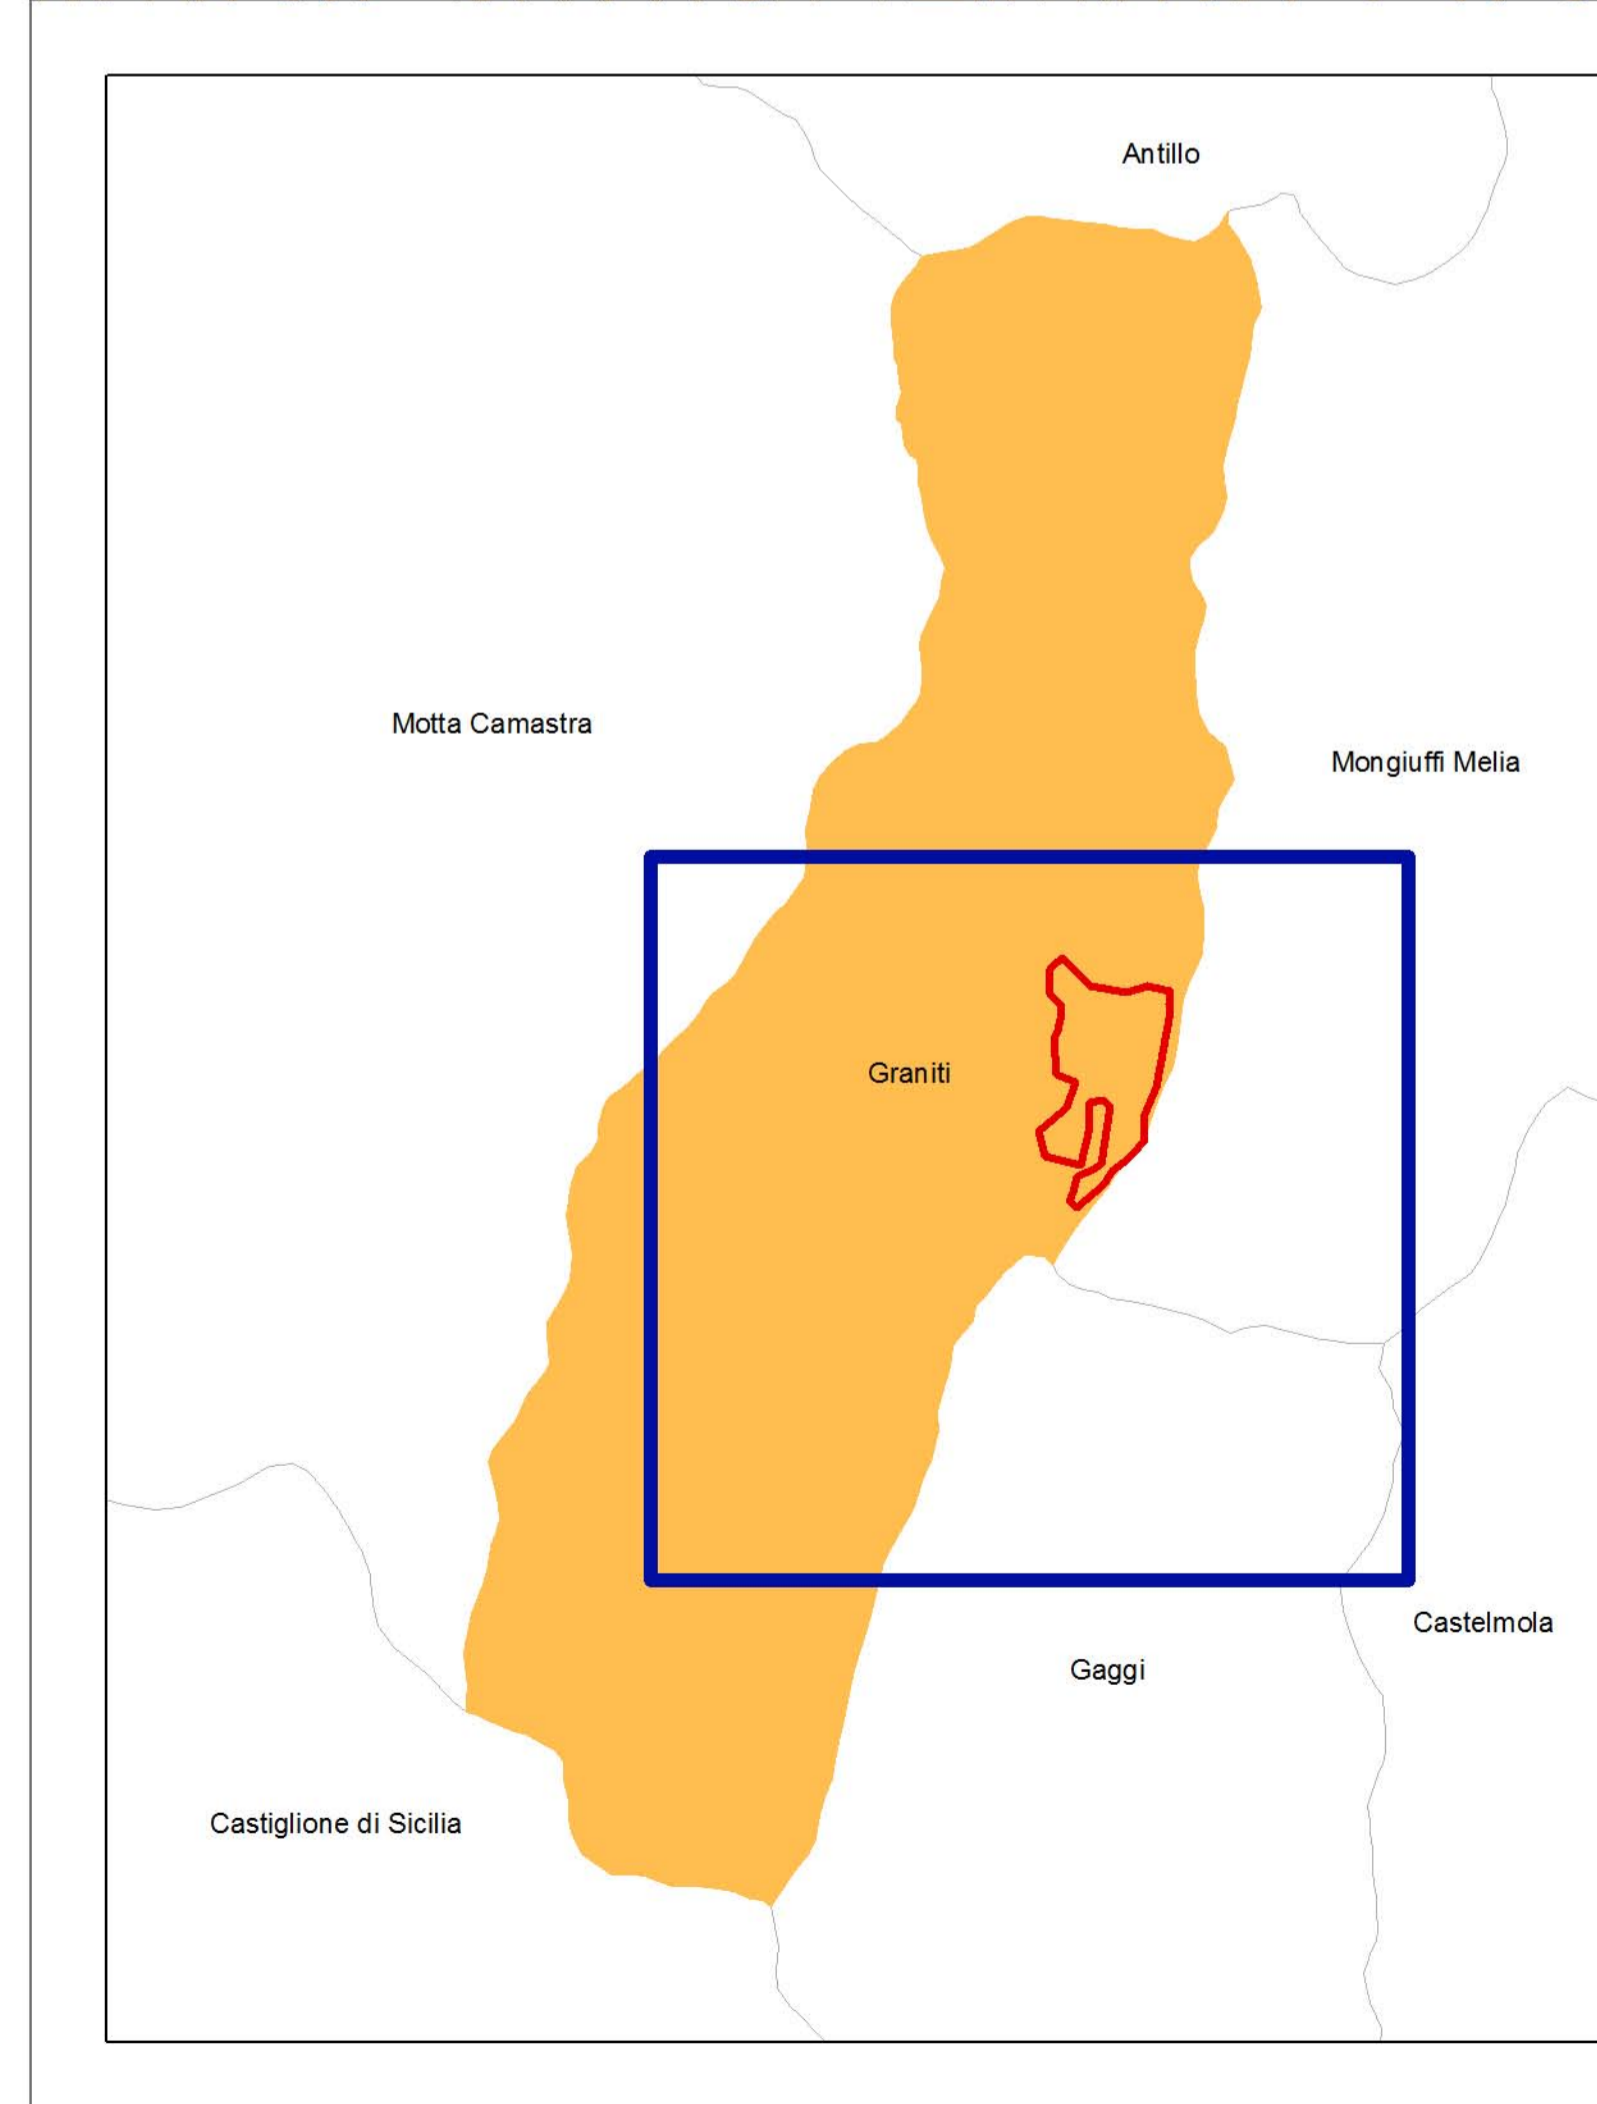 Antillo
Motta Camastra
Mongiuffi Melia
Graniti
Castelmola
Gaggi
Castiglione di Sicilia